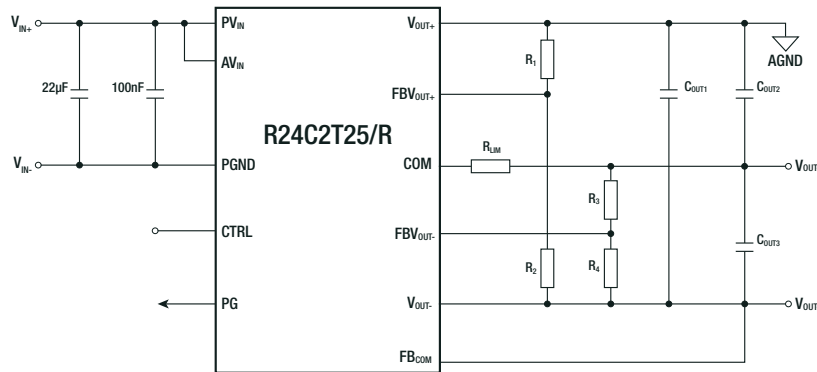 VIN+
PVIN
VOUT+
AGND
R1
AVIN
22µF
100nF
FBVOUT+
COUT1
COUT2
R24C2T25/R
VIN-
PGND
COM
RLIM
VOUT
R3
CTRL
FBVOUT-
COUT3
R2
R4
PG
VOUT-
VOUT
FBCOM